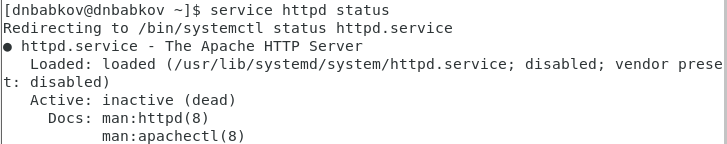 [dnbabkov@dnbabkov ~]$ service httpd status
Redirecting to /bin/systemctl status httpd.service
● httpd.service - The Apache HTTP Server
   Loaded: loaded (/usr/lib/systemd/system/httpd.service; disabled; vendor prese
t: disabled)
   Active: inactive (dead)
     Docs: man:httpd(8)
           man:apachectl(8)